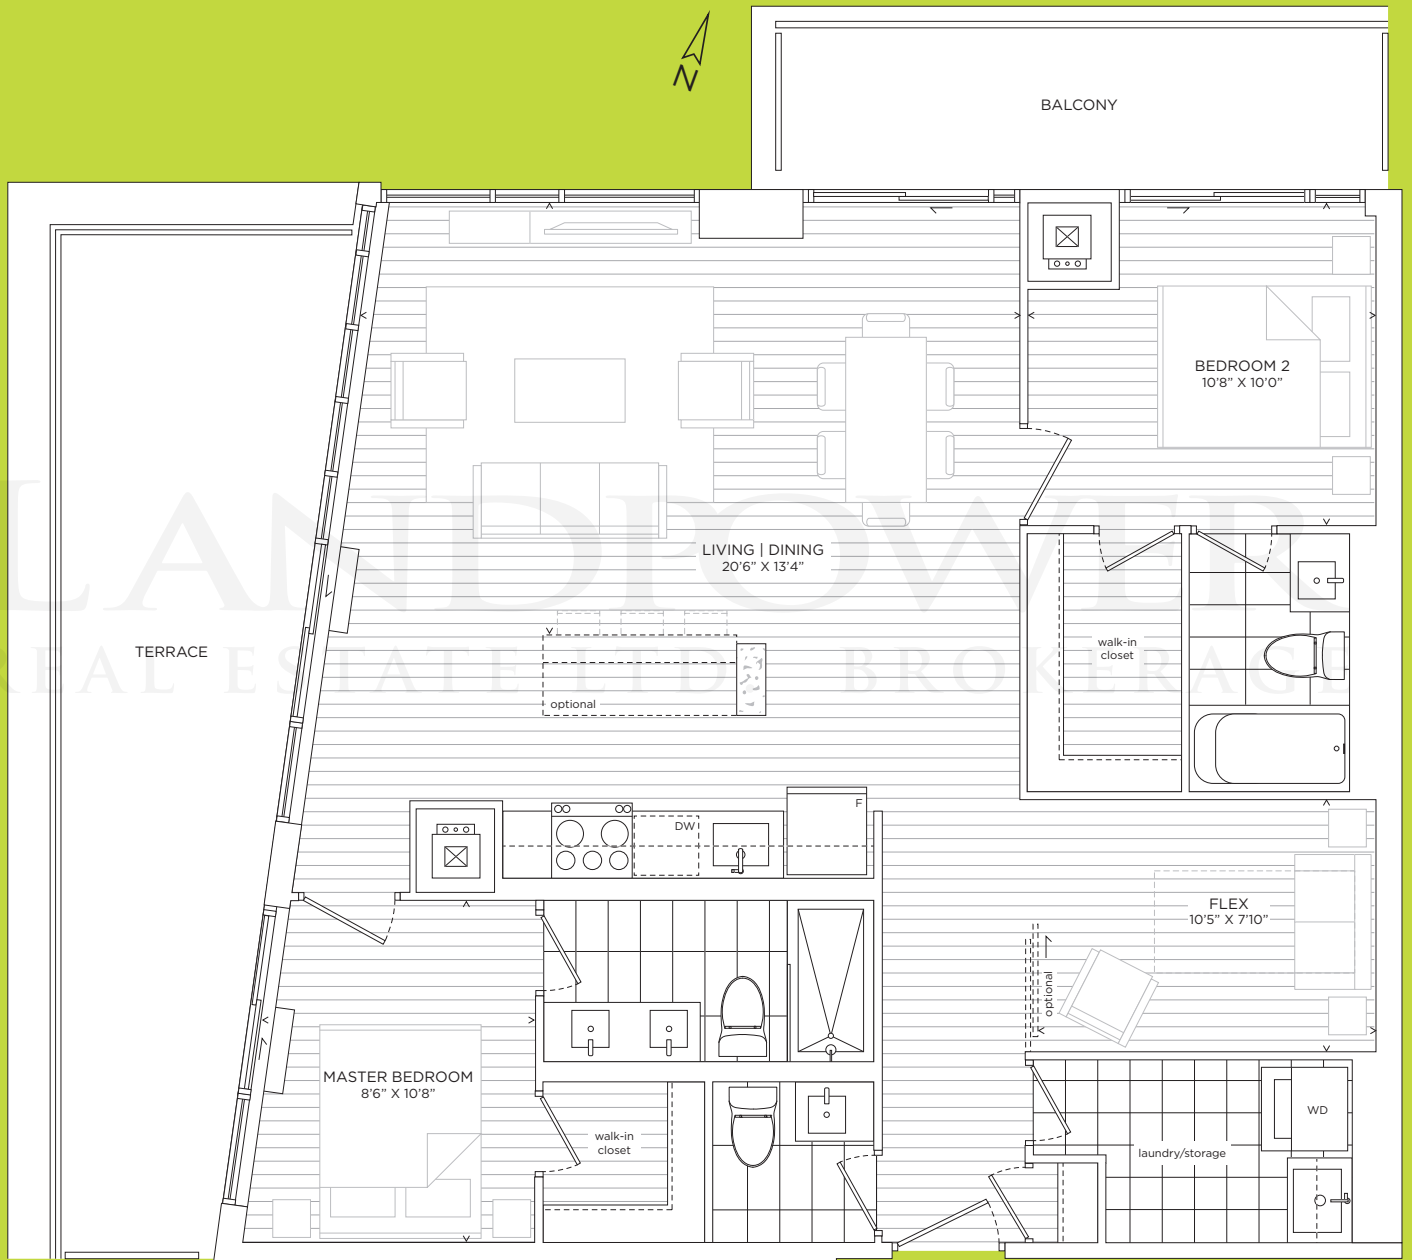 N
BALCONY
BEDROOM 2
10'8" X 10'0"
LANDPOWER
LIVING | DINING
20'6" X 13'4"
TERRACE
REAL ESTATE LTD BROKERAGE
walk-in
closet
optional
F
DW
FLEX
10'5" X 7'10"
optional
MASTER BEDROOM
8'6" X 10'8"
WD
walk-in
closet
laundry/storage